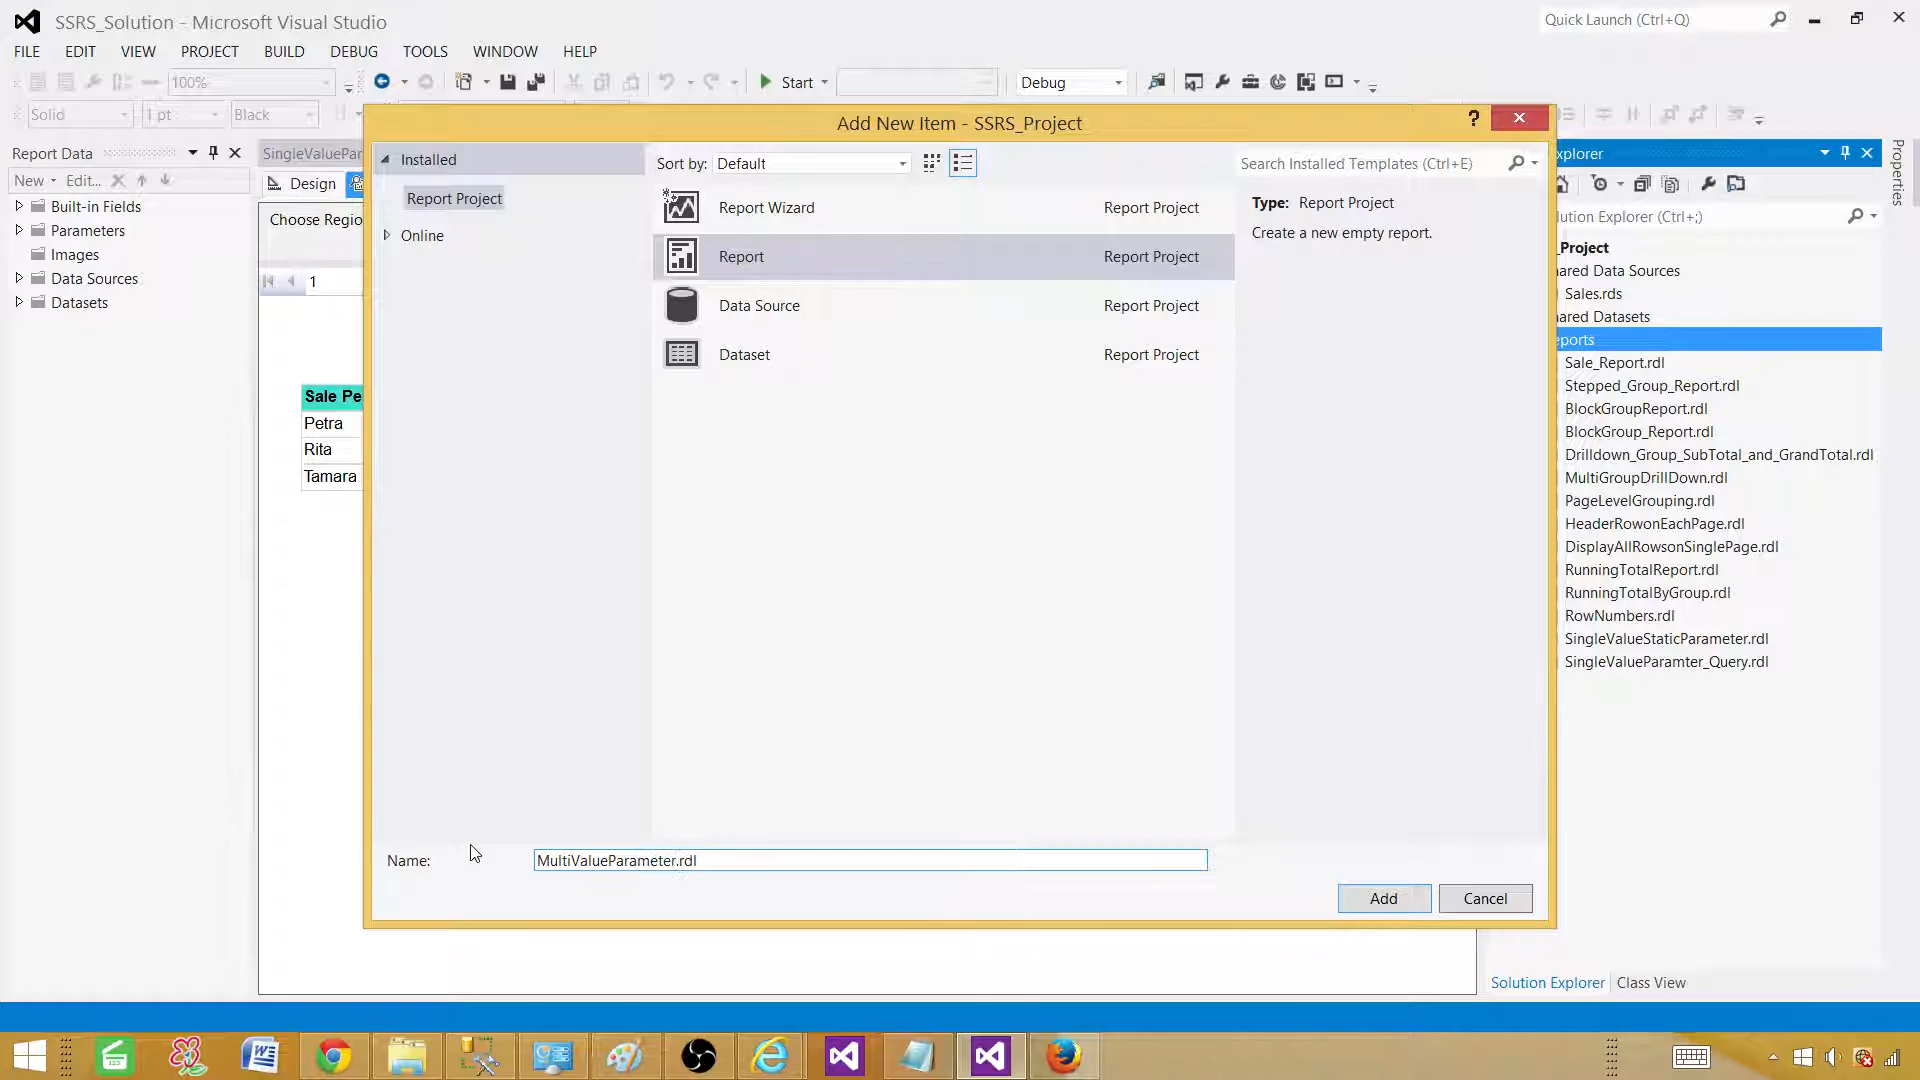 SSRS_Solution - Microsoft Visual Studio
Quick Launch (Ctrl+Q)
FILE EDIT VIEW PROJECT BUILD DEBUG TOOLS WINDOW HELP
100%
Start
Debug
Solid
1 pt
Black
Add New Item - SSRS_Project
?
Report Data
New
Edit...
Built-in Fields
Parameters
Images
Data Sources
Datasets
SingleValuePar
Design
Choose Regio
1
Sale Pe
Petra
Rita
Tamara
Installed
Report Project
Online
Sort by: Default
Search Installed Templates (Ctrl+E)
Report Wizard Report Project
Report Report Project
Data Source Report Project
Dataset Report Project
Type: Report Project
Create a new empty report.
Name: MultiValueParameter.rdl
Add
Cancel
xplorer
lution Explorer (Ctrl+;)
_Project
ared Data Sources
Sales.rds
ared Datasets
eports
Sale_Report.rdl
Stepped_Group_Report.rdl
BlockGroupReport.rdl
BlockGroup_Report.rdl
Drilldown_Group_SubTotal_and_GrandTotal.rdl
MultiGroupDrillDown.rdl
PageLevelGrouping.rdl
HeaderRowonEachPage.rdl
DisplayAllRowsonSinglePage.rdl
RunningTotalReport.rdl
RunningTotalByGroup.rdl
RowNumbers.rdl
SingleValueStaticParameter.rdl
SingleValueParamter_Query.rdl
Properties
Solution Explorer Class View